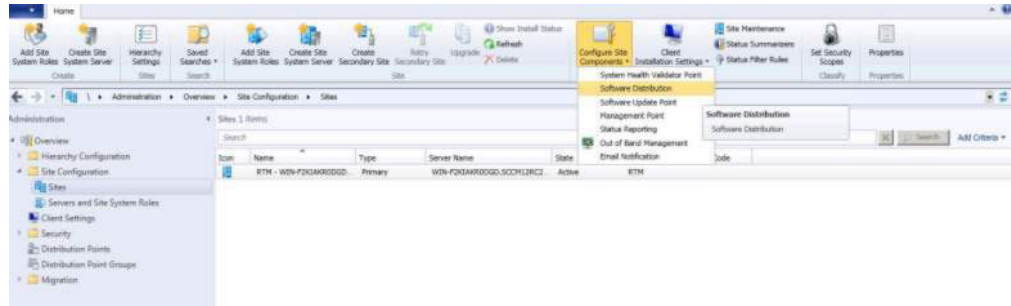 Home
Show Install Status
Refresh
Delete
Site Maintenance
Status Summarizers
Status Filter Rules
Add Site Create Site Hierarchy Saved Add Site Create Site Create Retry Upgrade Configure Site Client Set Security Properties
System Roles System Server Settings Searches System Roles System Server Secondary Site Secondary Site Components Installation Settings Scopes
Create Sites Search Site Classify Properties
System Health Validator Point
Software Distribution
Software Update Point
Management Point
Status Reporting
Out of Band Management
Email Notification
Software Distribution
Software Distribution
\ Administration Overview Site Configuration Sites
Administration
Overview
Hierarchy Configuration
Site Configuration
Sites
Servers and Site System Roles
Client Settings
Security
Distribution Points
Distribution Point Groups
Migration
Sites 1 items
Search
Search Add Criteria
Icon Name Type Server Name State Code
Primary Active RTM